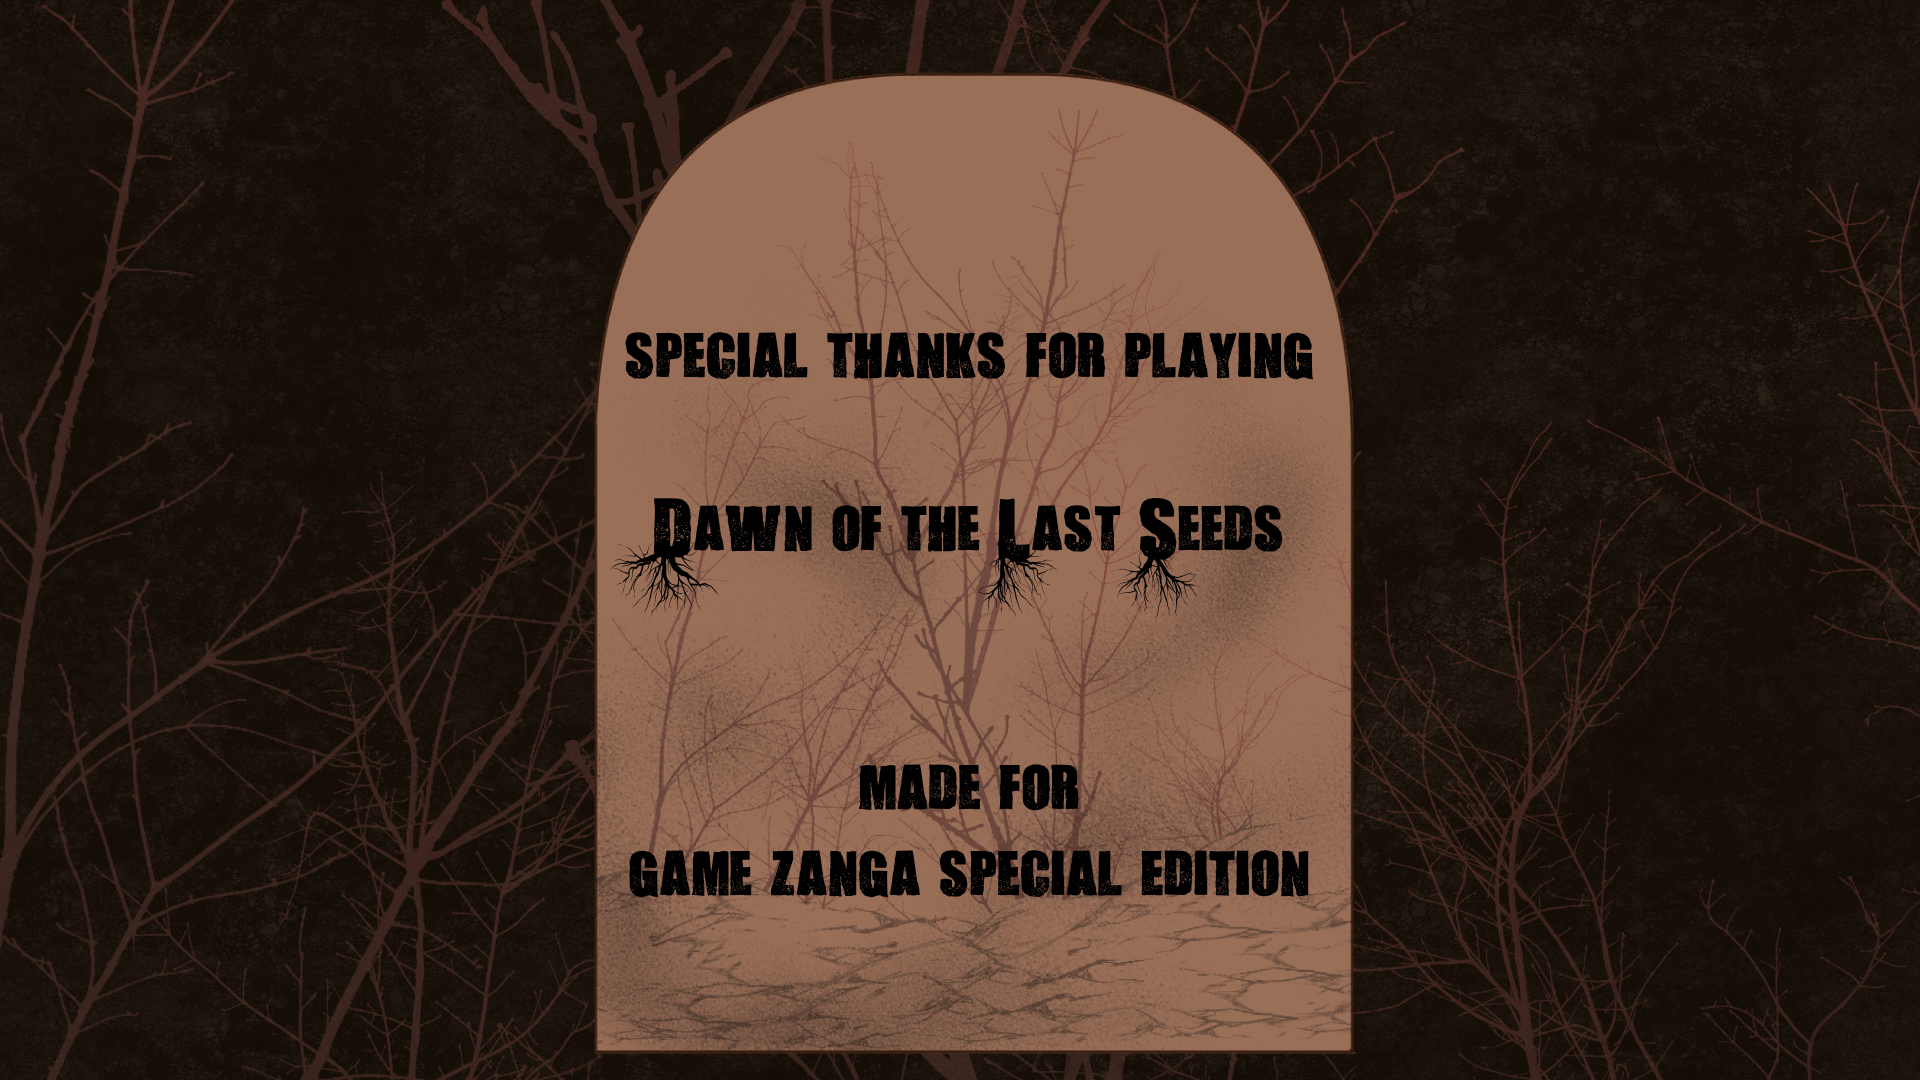 SPECIAL THANKS FOR PLAYING
DAWN OF THE LAST SEEDS
MADE FOR
GAME ZANGA SPECIAL EDITION